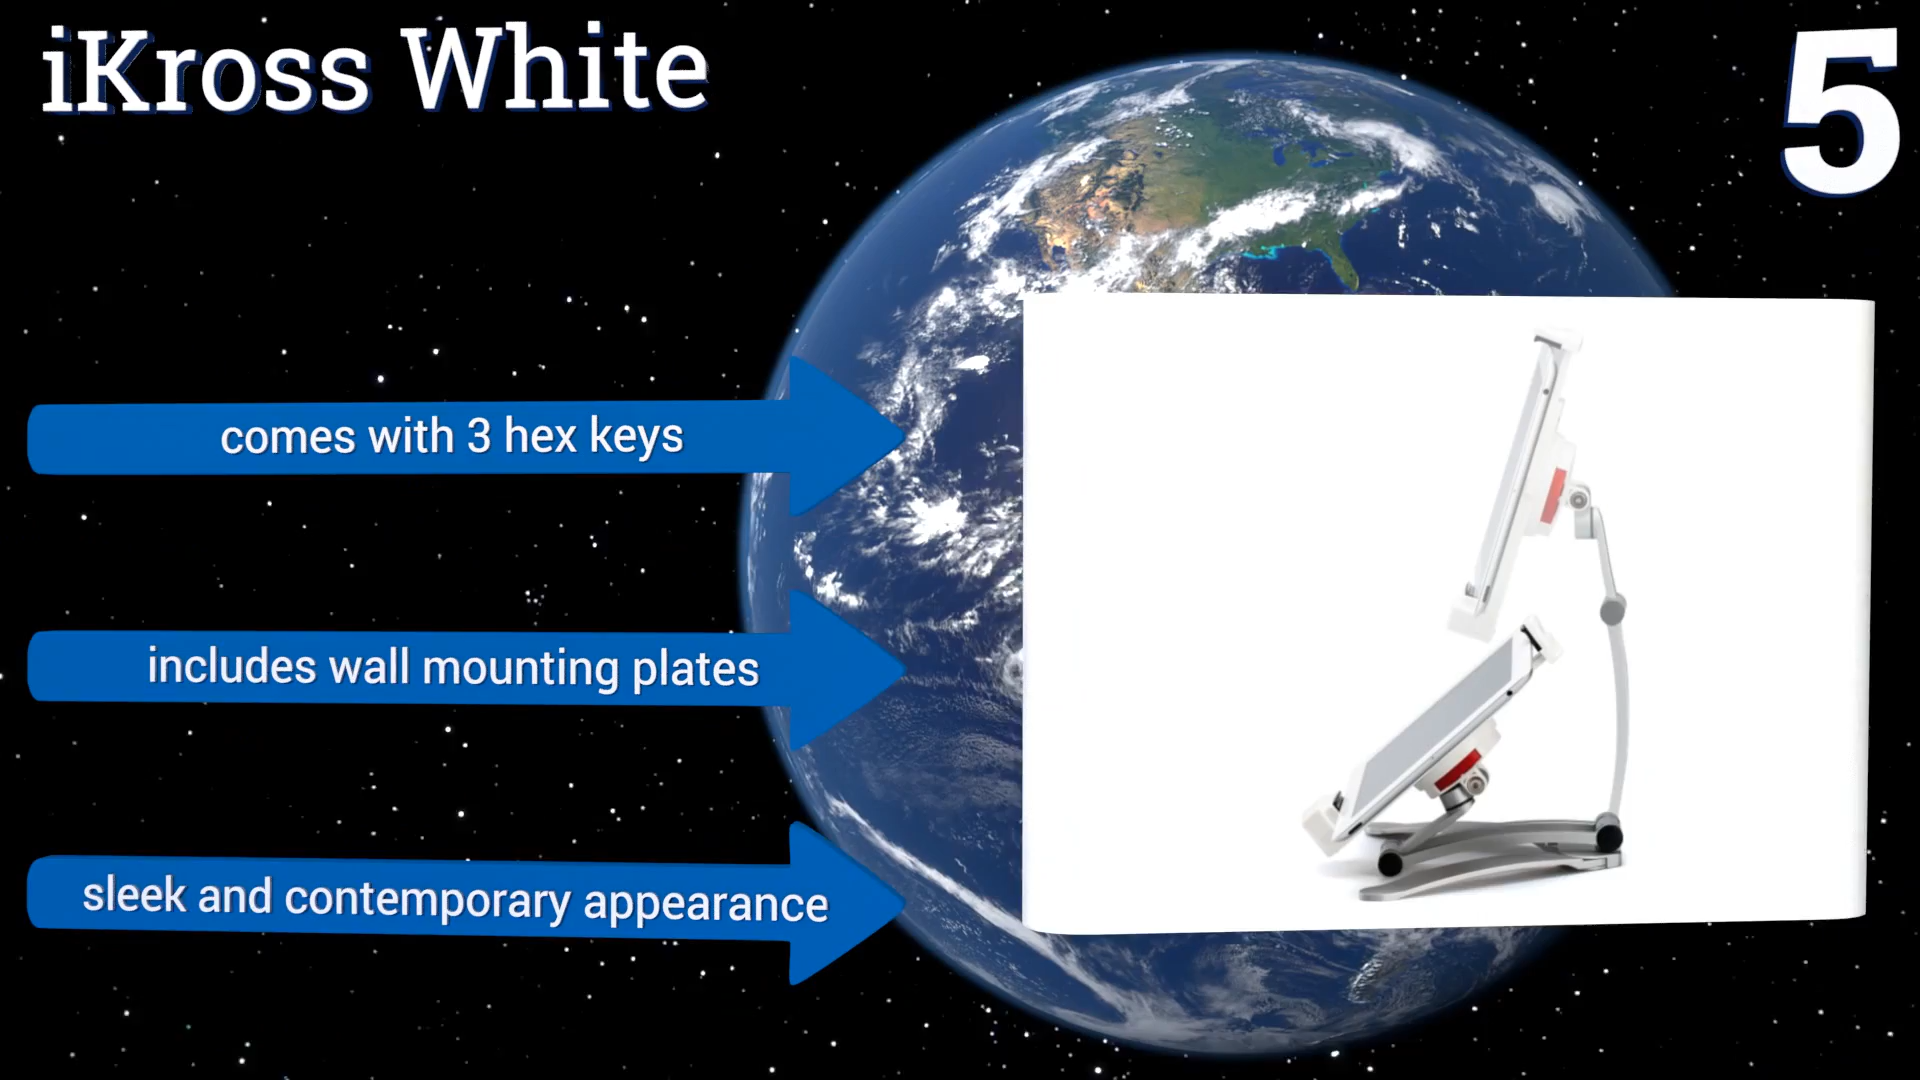 iKross White
5
comes with 3 hex keys
includes wall mounting plates
sleek and contemporary appearance